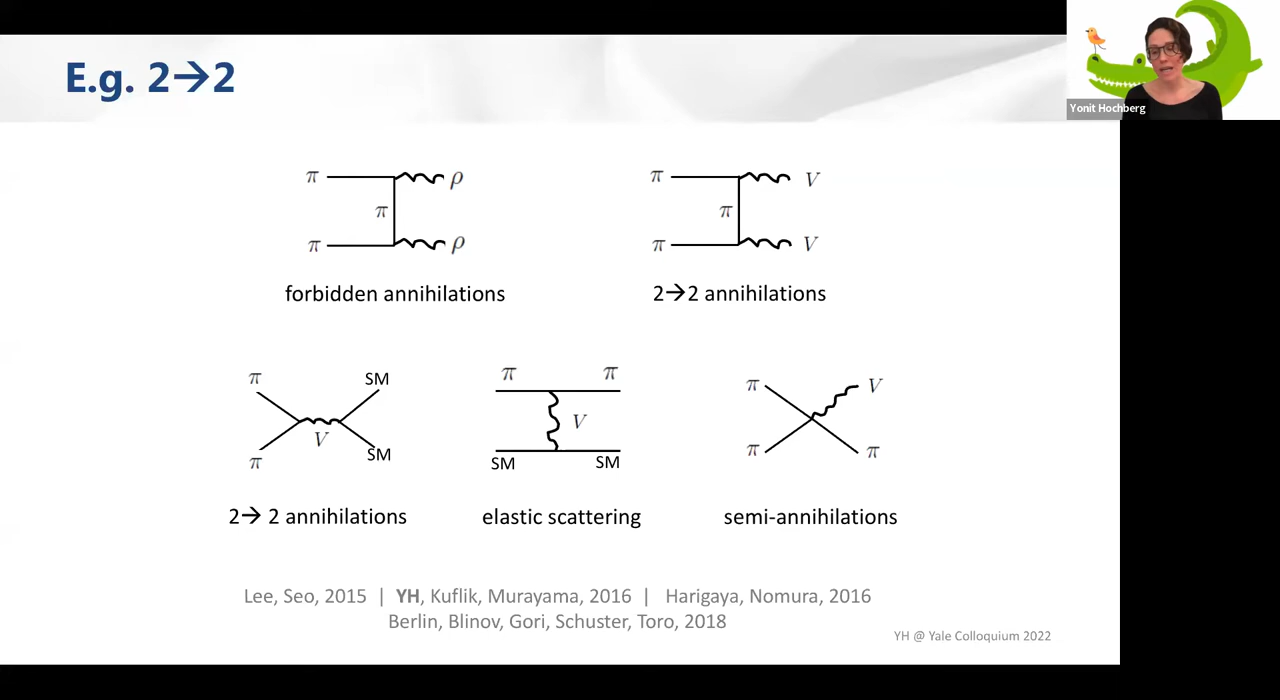 E.g. 2→2
Yonit Hochberg
π ρ
π
π ρ
forbidden annihilations
π V
π
π V
2→2 annihilations
π SM
V
π SM
2→ 2 annihilations
π π
V
SM SM
elastic scattering
π V
π π
semi-annihilations
Lee, Seo, 2015 | YH, Kuflik, Murayama, 2016 | Harigaya, Nomura, 2016
Berlin, Blinov, Gori, Schuster, Toro, 2018
YH @ Yale Colloquium 2022